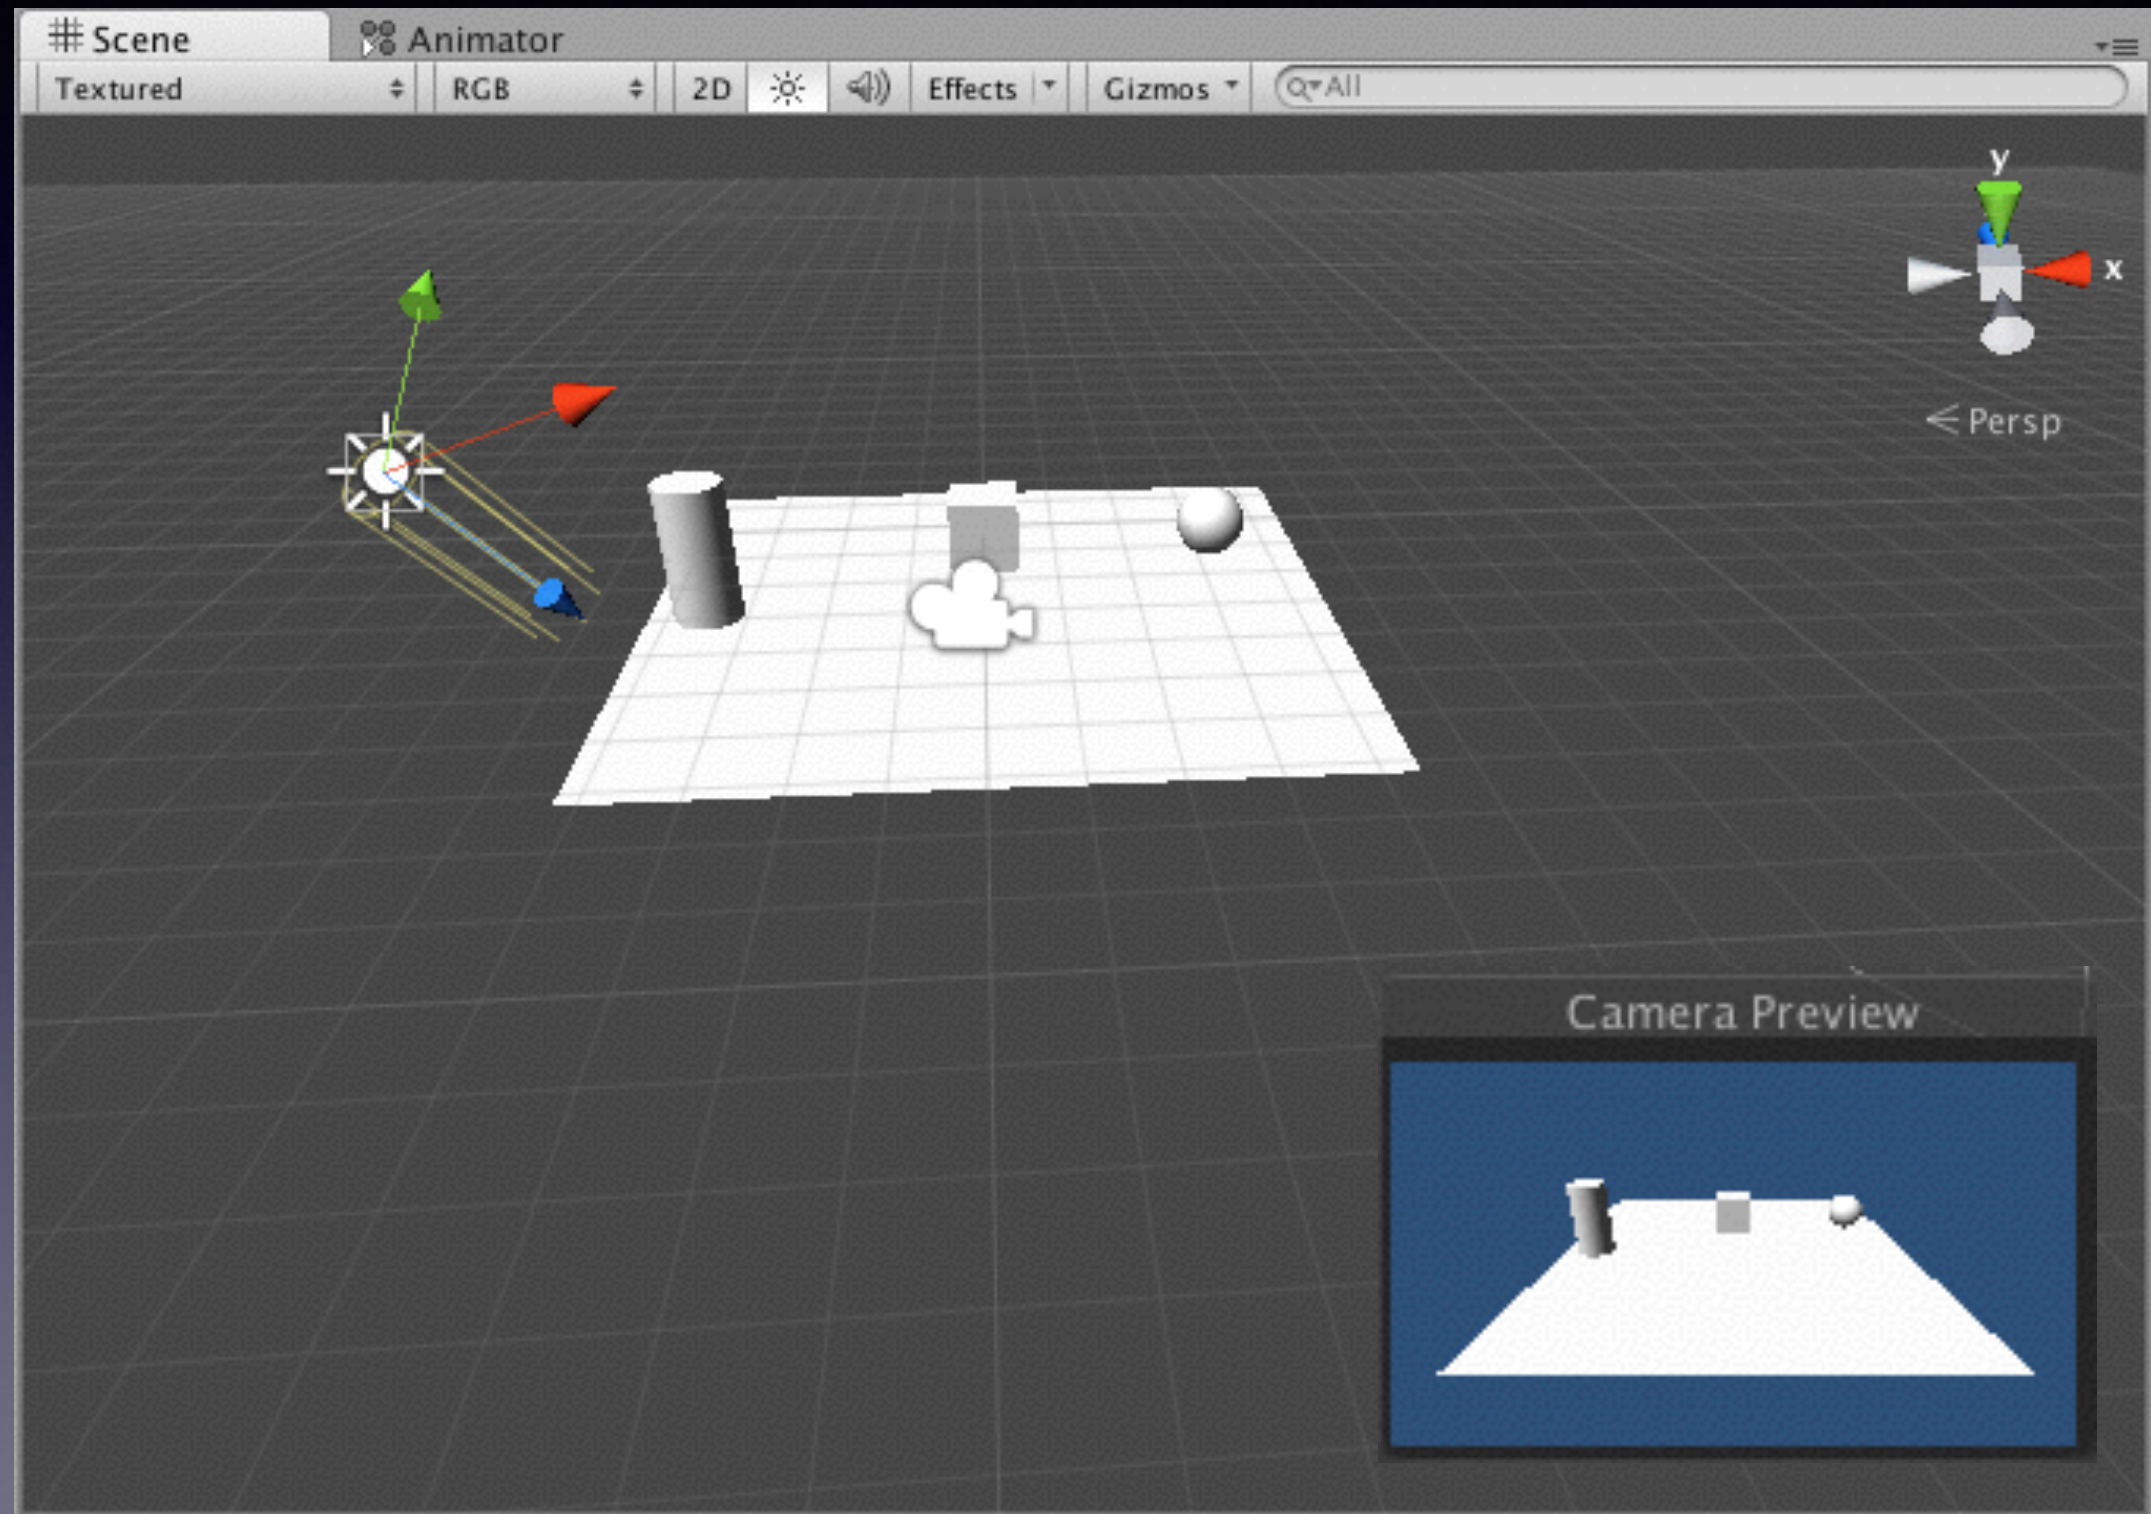 Scene Animator
Textured RGB 2D Effects Gizmos All
y
x
Persp
Camera Preview